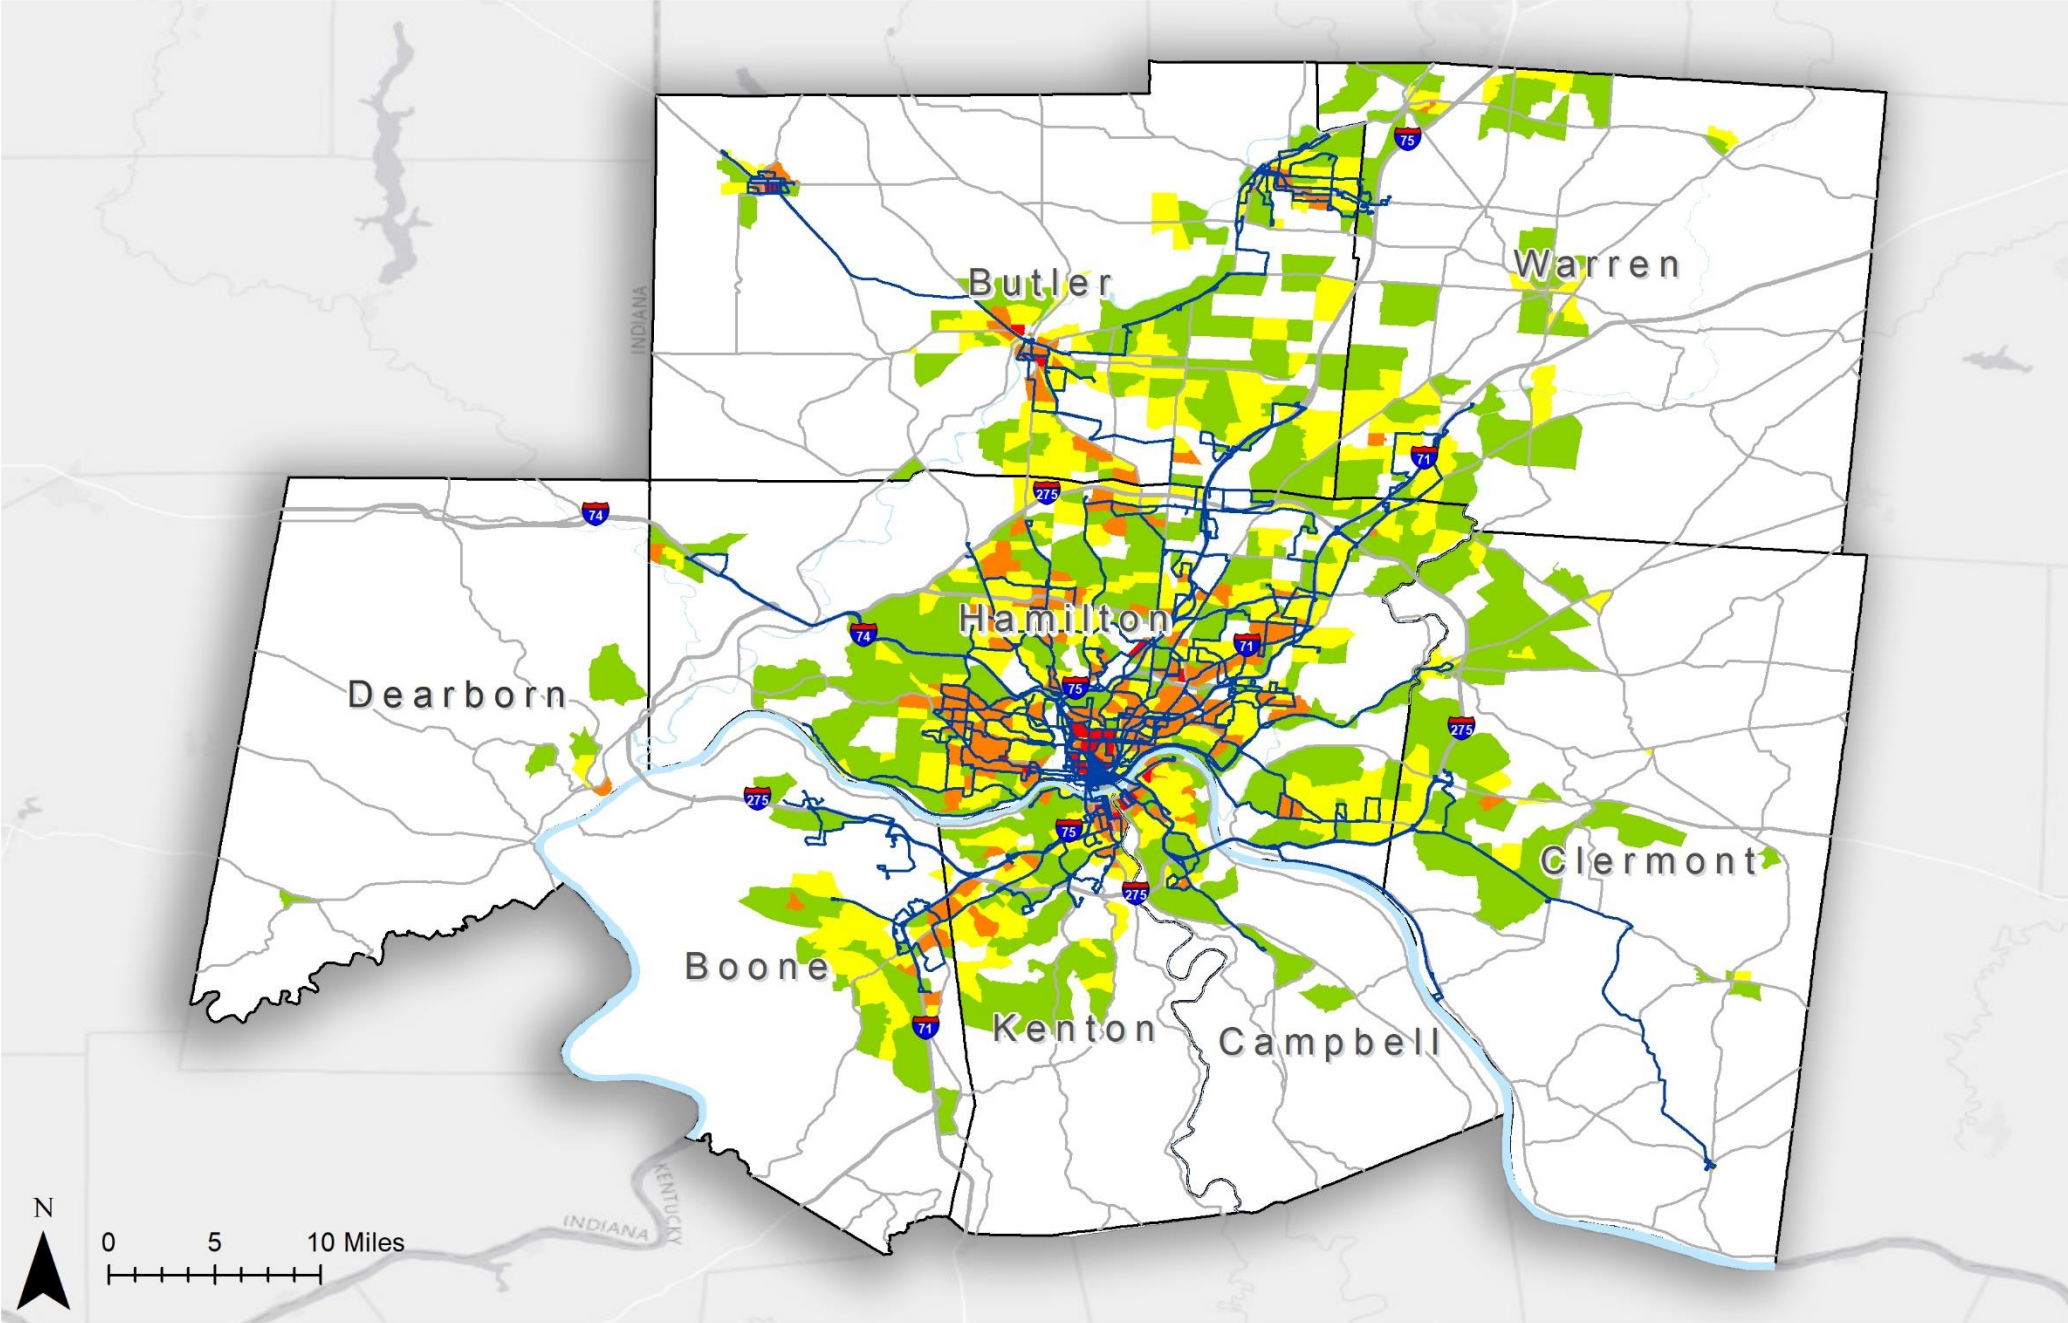 75
Warren
Butler
INDIANA
71
275
74
Hamilton
74
71
75
Dearborn
275
275
75
Clermont
275
Boone
71
Kenton
Campbell
KENTUCKY
INDIANA
N
0 5 10 Miles